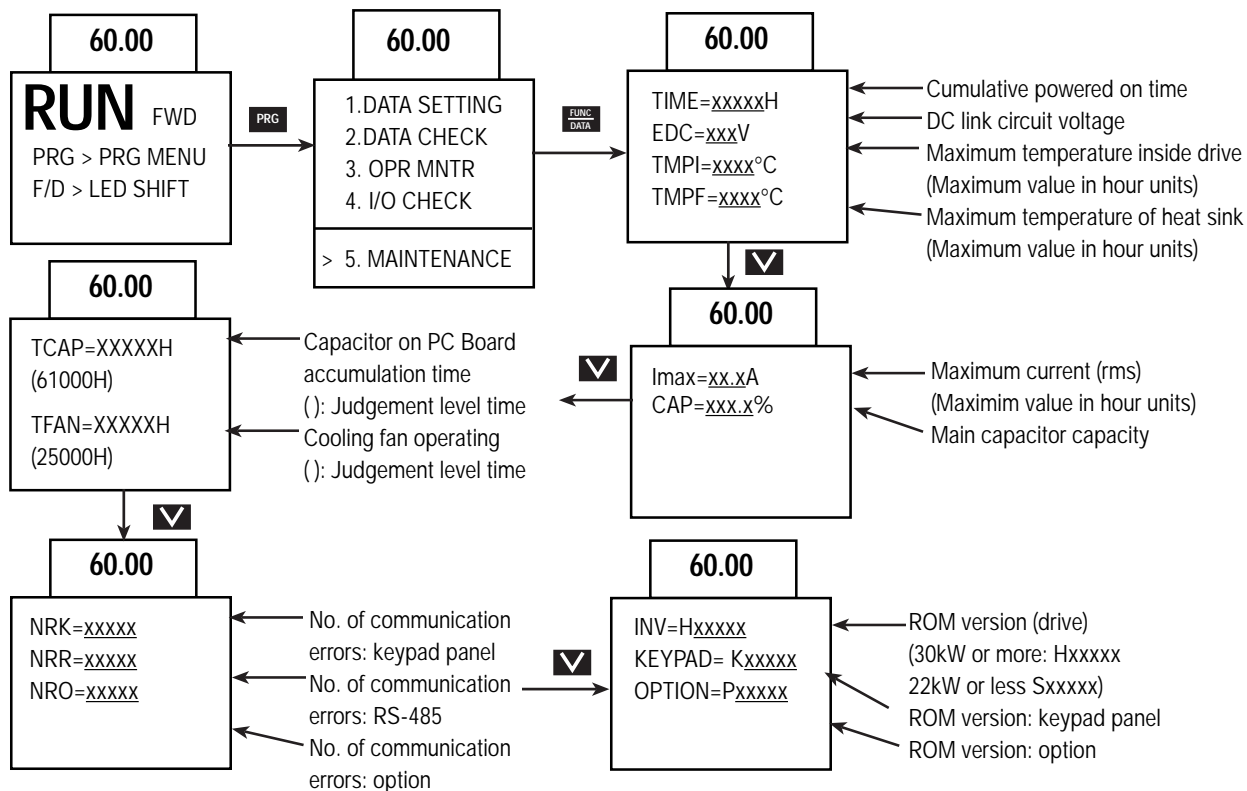 60.00
RUN FWD
PRG > PRG MENU
F/D > LED SHIFT
PRG
60.00
1.DATA SETTING
2.DATA CHECK
3. OPR MNTR
4. I/O CHECK
> 5. MAINTENANCE
FUNC
DATA
60.00
TIME=xxxxxH
EDC=xxxV
TMPI=xxxx°C
TMPF=xxxx°C
Cumulative powered on time
DC link circuit voltage
Maximum temperature inside drive
(Maximum value in hour units)
Maximum temperature of heat sink
(Maximum value in hour units)
60.00
Imax=xx.xA
CAP=xxx.x%
Maximum current (rms)
(Maximim value in hour units)
Main capacitor capacity
60.00
TCAP=XXXXXH
(61000H)
TFAN=XXXXXH
(25000H)
Capacitor on PC Board
accumulation time
( ): Judgement level time
Cooling fan operating
( ): Judgement level time
60.00
NRK=xxxxx
NRR=xxxxx
NRO=xxxxx
No. of communication
errors: keypad panel
No. of communication
errors: RS-485
No. of communication
errors: option
60.00
INV=Hxxxxx
KEYPAD= Kxxxxx
OPTION=Pxxxxx
ROM version (drive)
(30kW or more: Hxxxxx
22kW or less Sxxxxx)
ROM version: keypad panel
ROM version: option